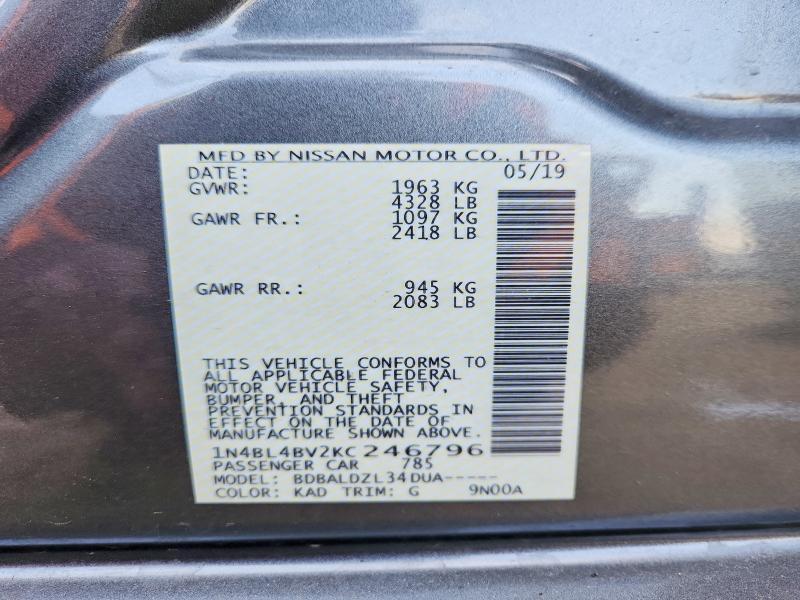 MFD BY NISSAN MOTOR CO., LTD.
DATE: 05/19
GVWR: 1963 KG
4328 LB
GAWR FR.: 1097 KG
2418 LB
GAWR RR.: 945 KG
2083 LB
THIS VEHICLE CONFORMS TO
ALL APPLICABLE FEDERAL
MOTOR VEHICLE SAFETY,
BUMPER, AND THEFT
PREVENTION STANDARDS IN
EFFECT ON THE DATE OF
MANUFACTURE SHOWN ABOVE.
1N4BL4BV2KC246796
PASSENGER CAR 785
MODEL: BDBALDZL34DUA-----
COLOR: KAD TRIM: G 9N00A